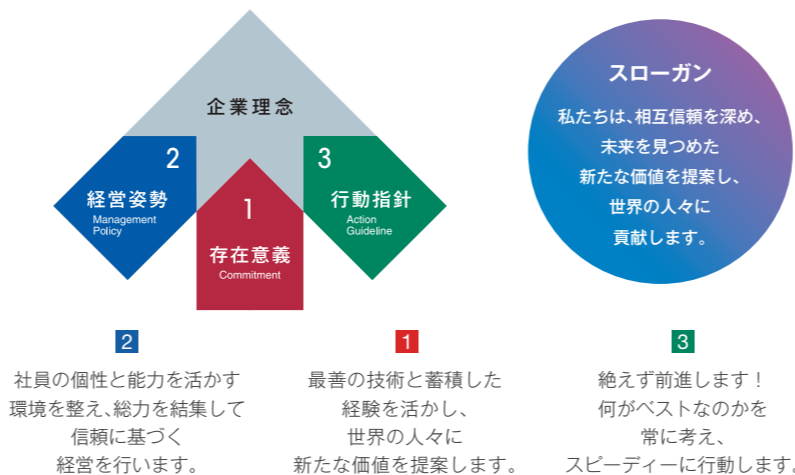 企業理念
2
経営姿勢
Management
Policy
1
存在意義
Commitment
3
行動指針
Action
Guideline
スローガン
私たちは、相互信頼を深め、
未来を見つめた
新たな価値を提案し、
世界の人々に
貢献します。
2
社員の個性と能力を活かす
環境を整え、総力を結集して
信頼に基づく
経営を行います。
1
最善の技術と蓄積した
経験を活かし、
世界の人々に
新たな価値を提案します。
3
絶えず前進します！
何がベストなのかを
常に考え、
スピーディーに行動します。